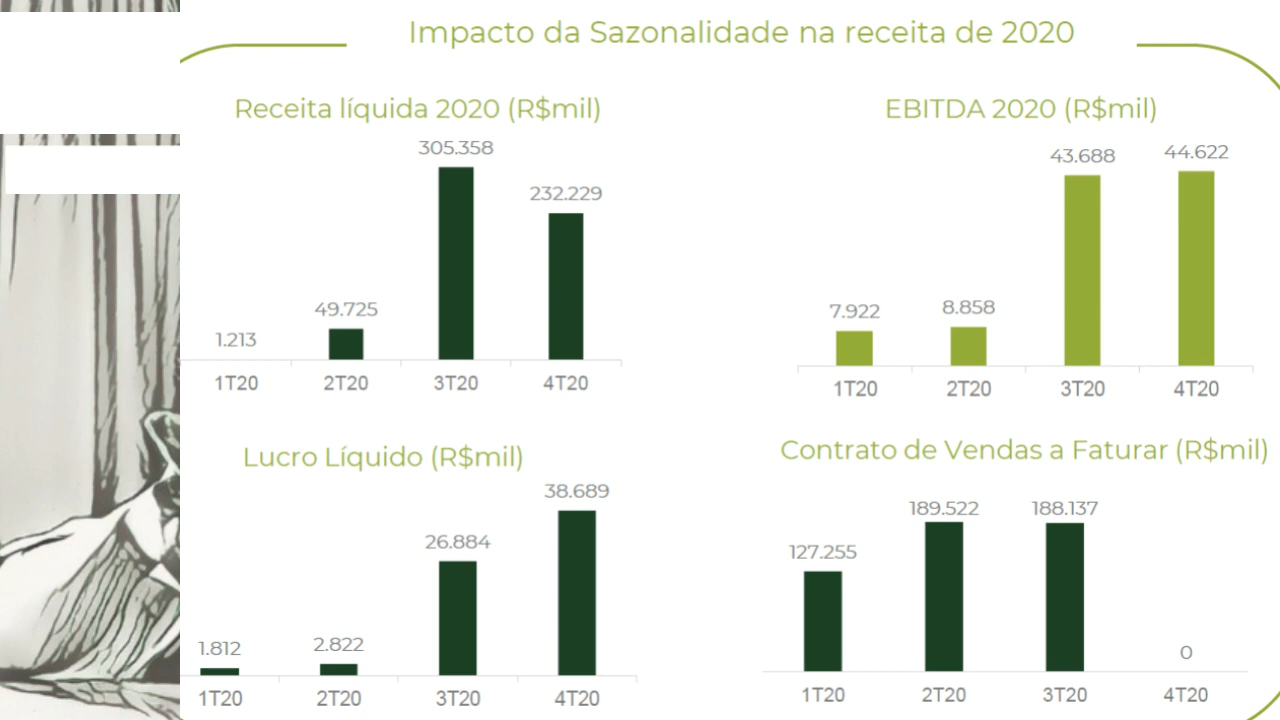 Impacto da Sazonalidade na receita de 2020
Receita líquida 2020 (R$mil)
305.358
232.229
49.725
1.213
1T20 2T20 3T20 4T20
EBITDA 2020 (R$mil)
43.688 44.622
7.922 8.858
1T20 2T20 3T20 4T20
Lucro Líquido (R$mil)
38.689
26.884
1.812 2.822
1T20 2T20 3T20 4T20
Contrato de Vendas a Faturar (R$mil)
189.522 188.137
127.255
0
1T20 2T20 3T20 4T20